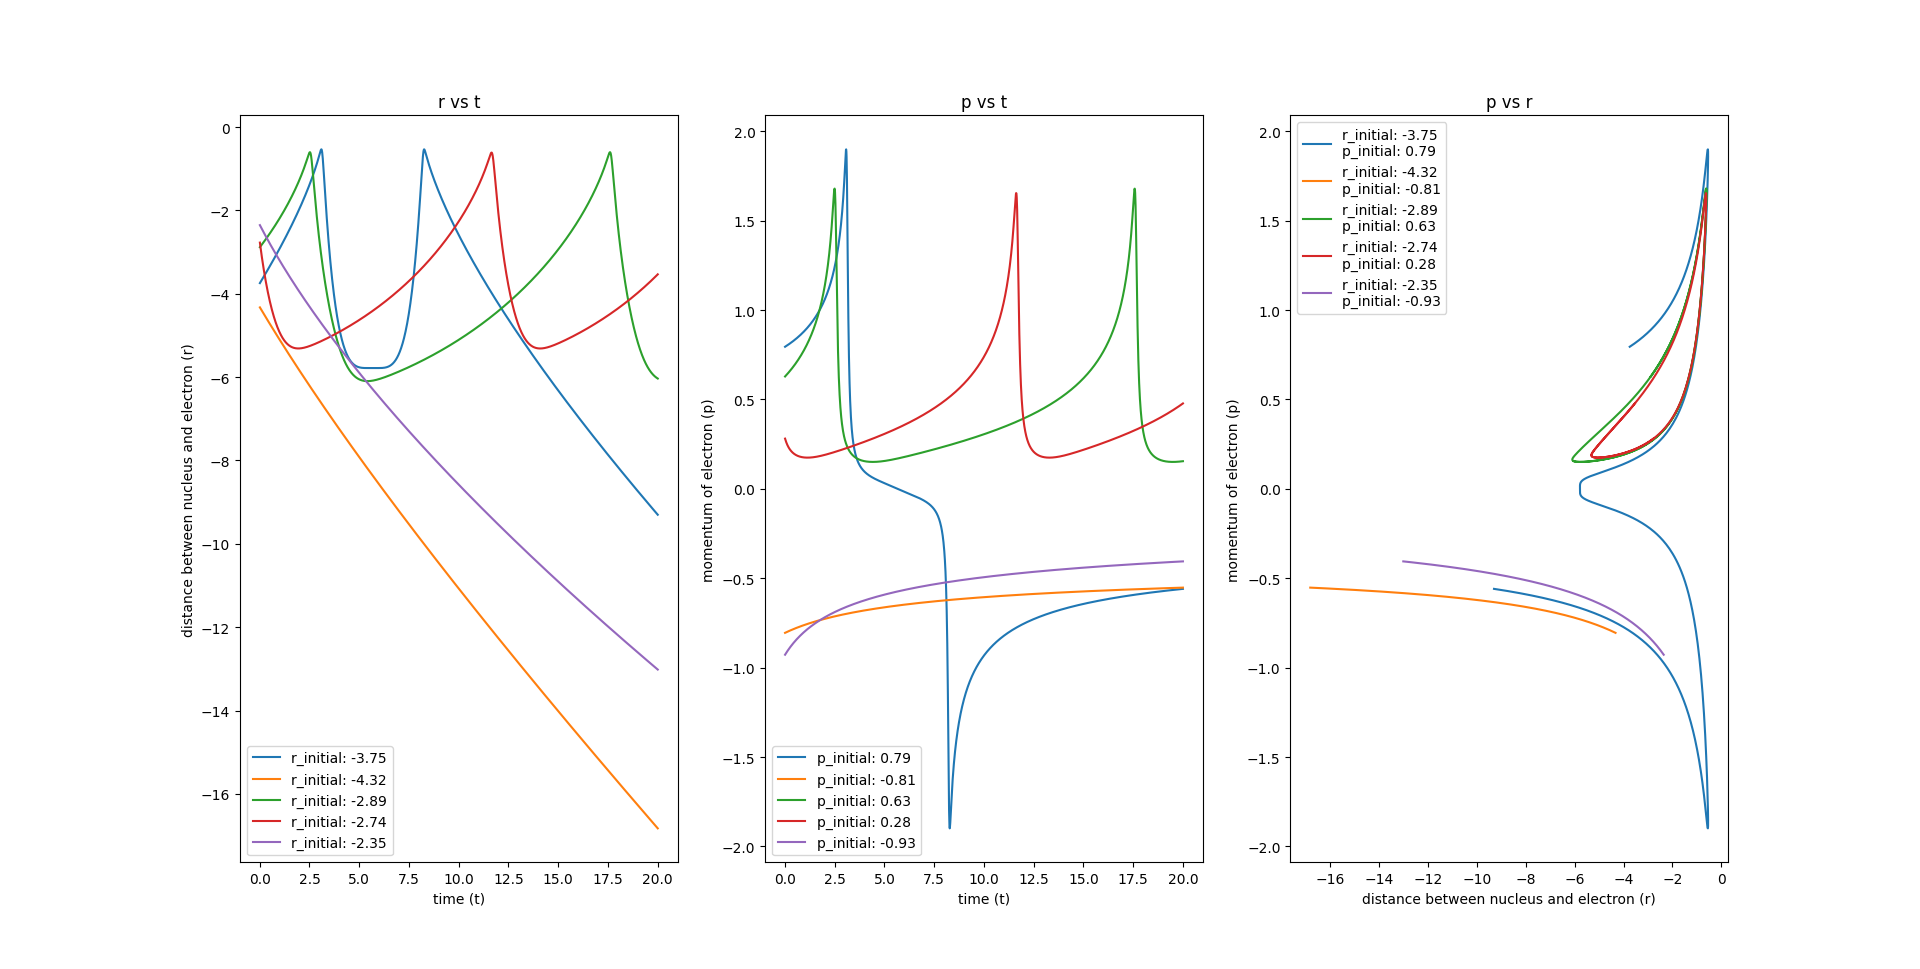 r vs t
distance between nucleus and electron (r)
0
−2
−4
−6
−8
−10
−12
−14
−16
r_initial: -3.75
r_initial: -4.32
r_initial: -2.89
r_initial: -2.74
r_initial: -2.35
0.0 2.5 5.0 7.5 10.0 12.5 15.0 17.5 20.0
time (t)
p vs t
momentum of electron (p)
2.0
1.5
1.0
0.5
0.0
−0.5
−1.0
−1.5
−2.0
p_initial: 0.79
p_initial: -0.81
p_initial: 0.63
p_initial: 0.28
p_initial: -0.93
0.0 2.5 5.0 7.5 10.0 12.5 15.0 17.5 20.0
time (t)
p vs r
momentum of electron (p)
2.0
1.5
1.0
0.5
0.0
−0.5
−1.0
−1.5
−2.0
r_initial: -3.75
p_initial: 0.79
r_initial: -4.32
p_initial: -0.81
r_initial: -2.89
p_initial: 0.63
r_initial: -2.74
p_initial: 0.28
r_initial: -2.35
p_initial: -0.93
−16 −14 −12 −10 −8 −6 −4 −2 0
distance between nucleus and electron (r)